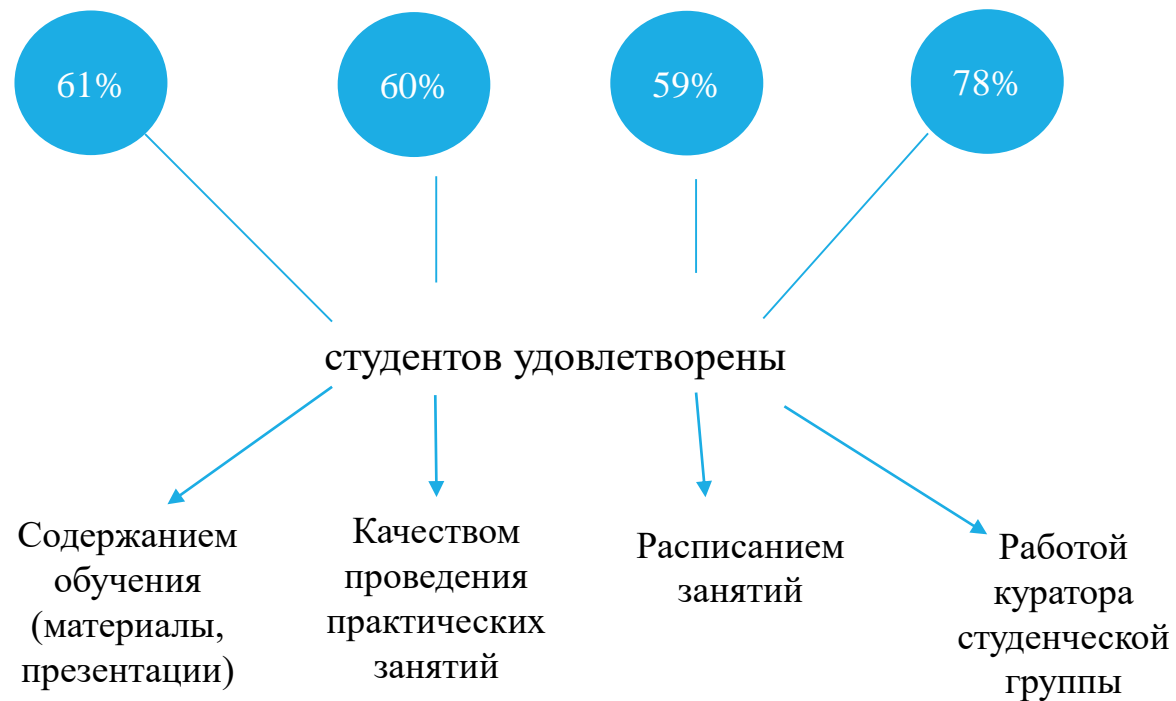 61%
60%
59%
78%
студентов удовлетворены
Содержанием
обучения
(материалы,
презентации)
Качеством
проведения
практических
занятий
Расписанием
занятий
Работой
куратора
студенческой
группы